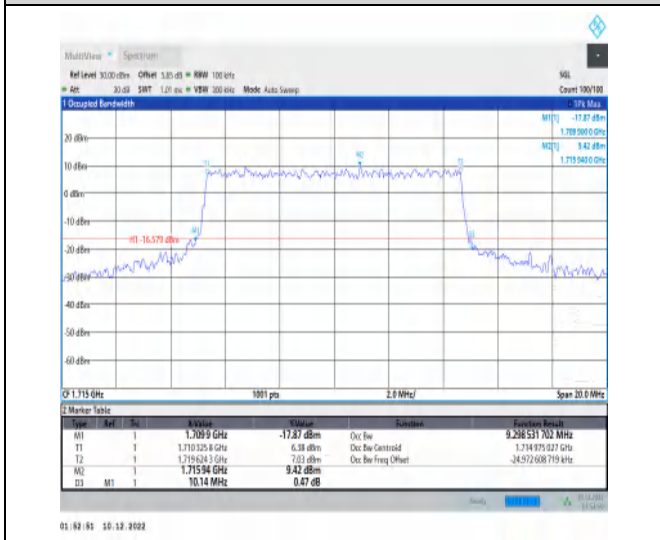 MultiView Spectrum
Ref Level 30.00 dBm Offset 5.85 dB RBW 100 kHz SGL
Att 30 dB SWT 1.01 ms VBW 300 kHz Mode Auto Sweep Count 100/100
1 Occupied Bandwidth 1Pk Max
M1[1] -17.87 dBm
1.709 900 0 GHz
M2[1] 9.42 dBm
1.715 940 0 GHz
20 dBm
10 dBm
0 dBm
-10 dBm
-20 dBm
-30 dBm
-40 dBm
-50 dBm
-60 dBm
T1
M2
T2
M1
H1 -16.579 dBm
D3
CF 1.715 GHz 1001 pts 2.0 MHz/ Span 20.0 MHz
2 Marker Table
Type Ref Trc X-Value Y-Value Function Function Result
M1 1 1.7099 GHz -17.87 dBm Occ Bw 9.298 531 702 MHz
T1 1 1.710 325 8 GHz 6.38 dBm Occ Bw Centroid 1.714 975 027 GHz
T2 1 1.719 624 3 GHz 7.03 dBm Occ Bw Freq Offset -24.972 608 719 kHz
M2 1 1.71594 GHz 9.42 dBm
D3 M1 1 10.14 MHz 0.47 dB
Ready
01:52:51 10.12.2022